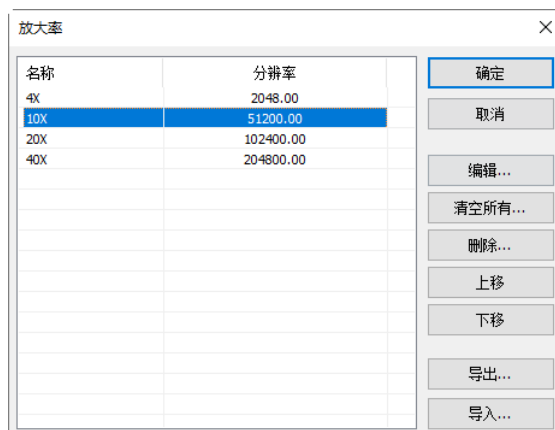 放大率
名称 分辨率
4X 2048.00
10X 51200.00
20X 102400.00
40X 204800.00
确定
取消
编辑...
清空所有...
删除...
上移
下移
导出...
导入...